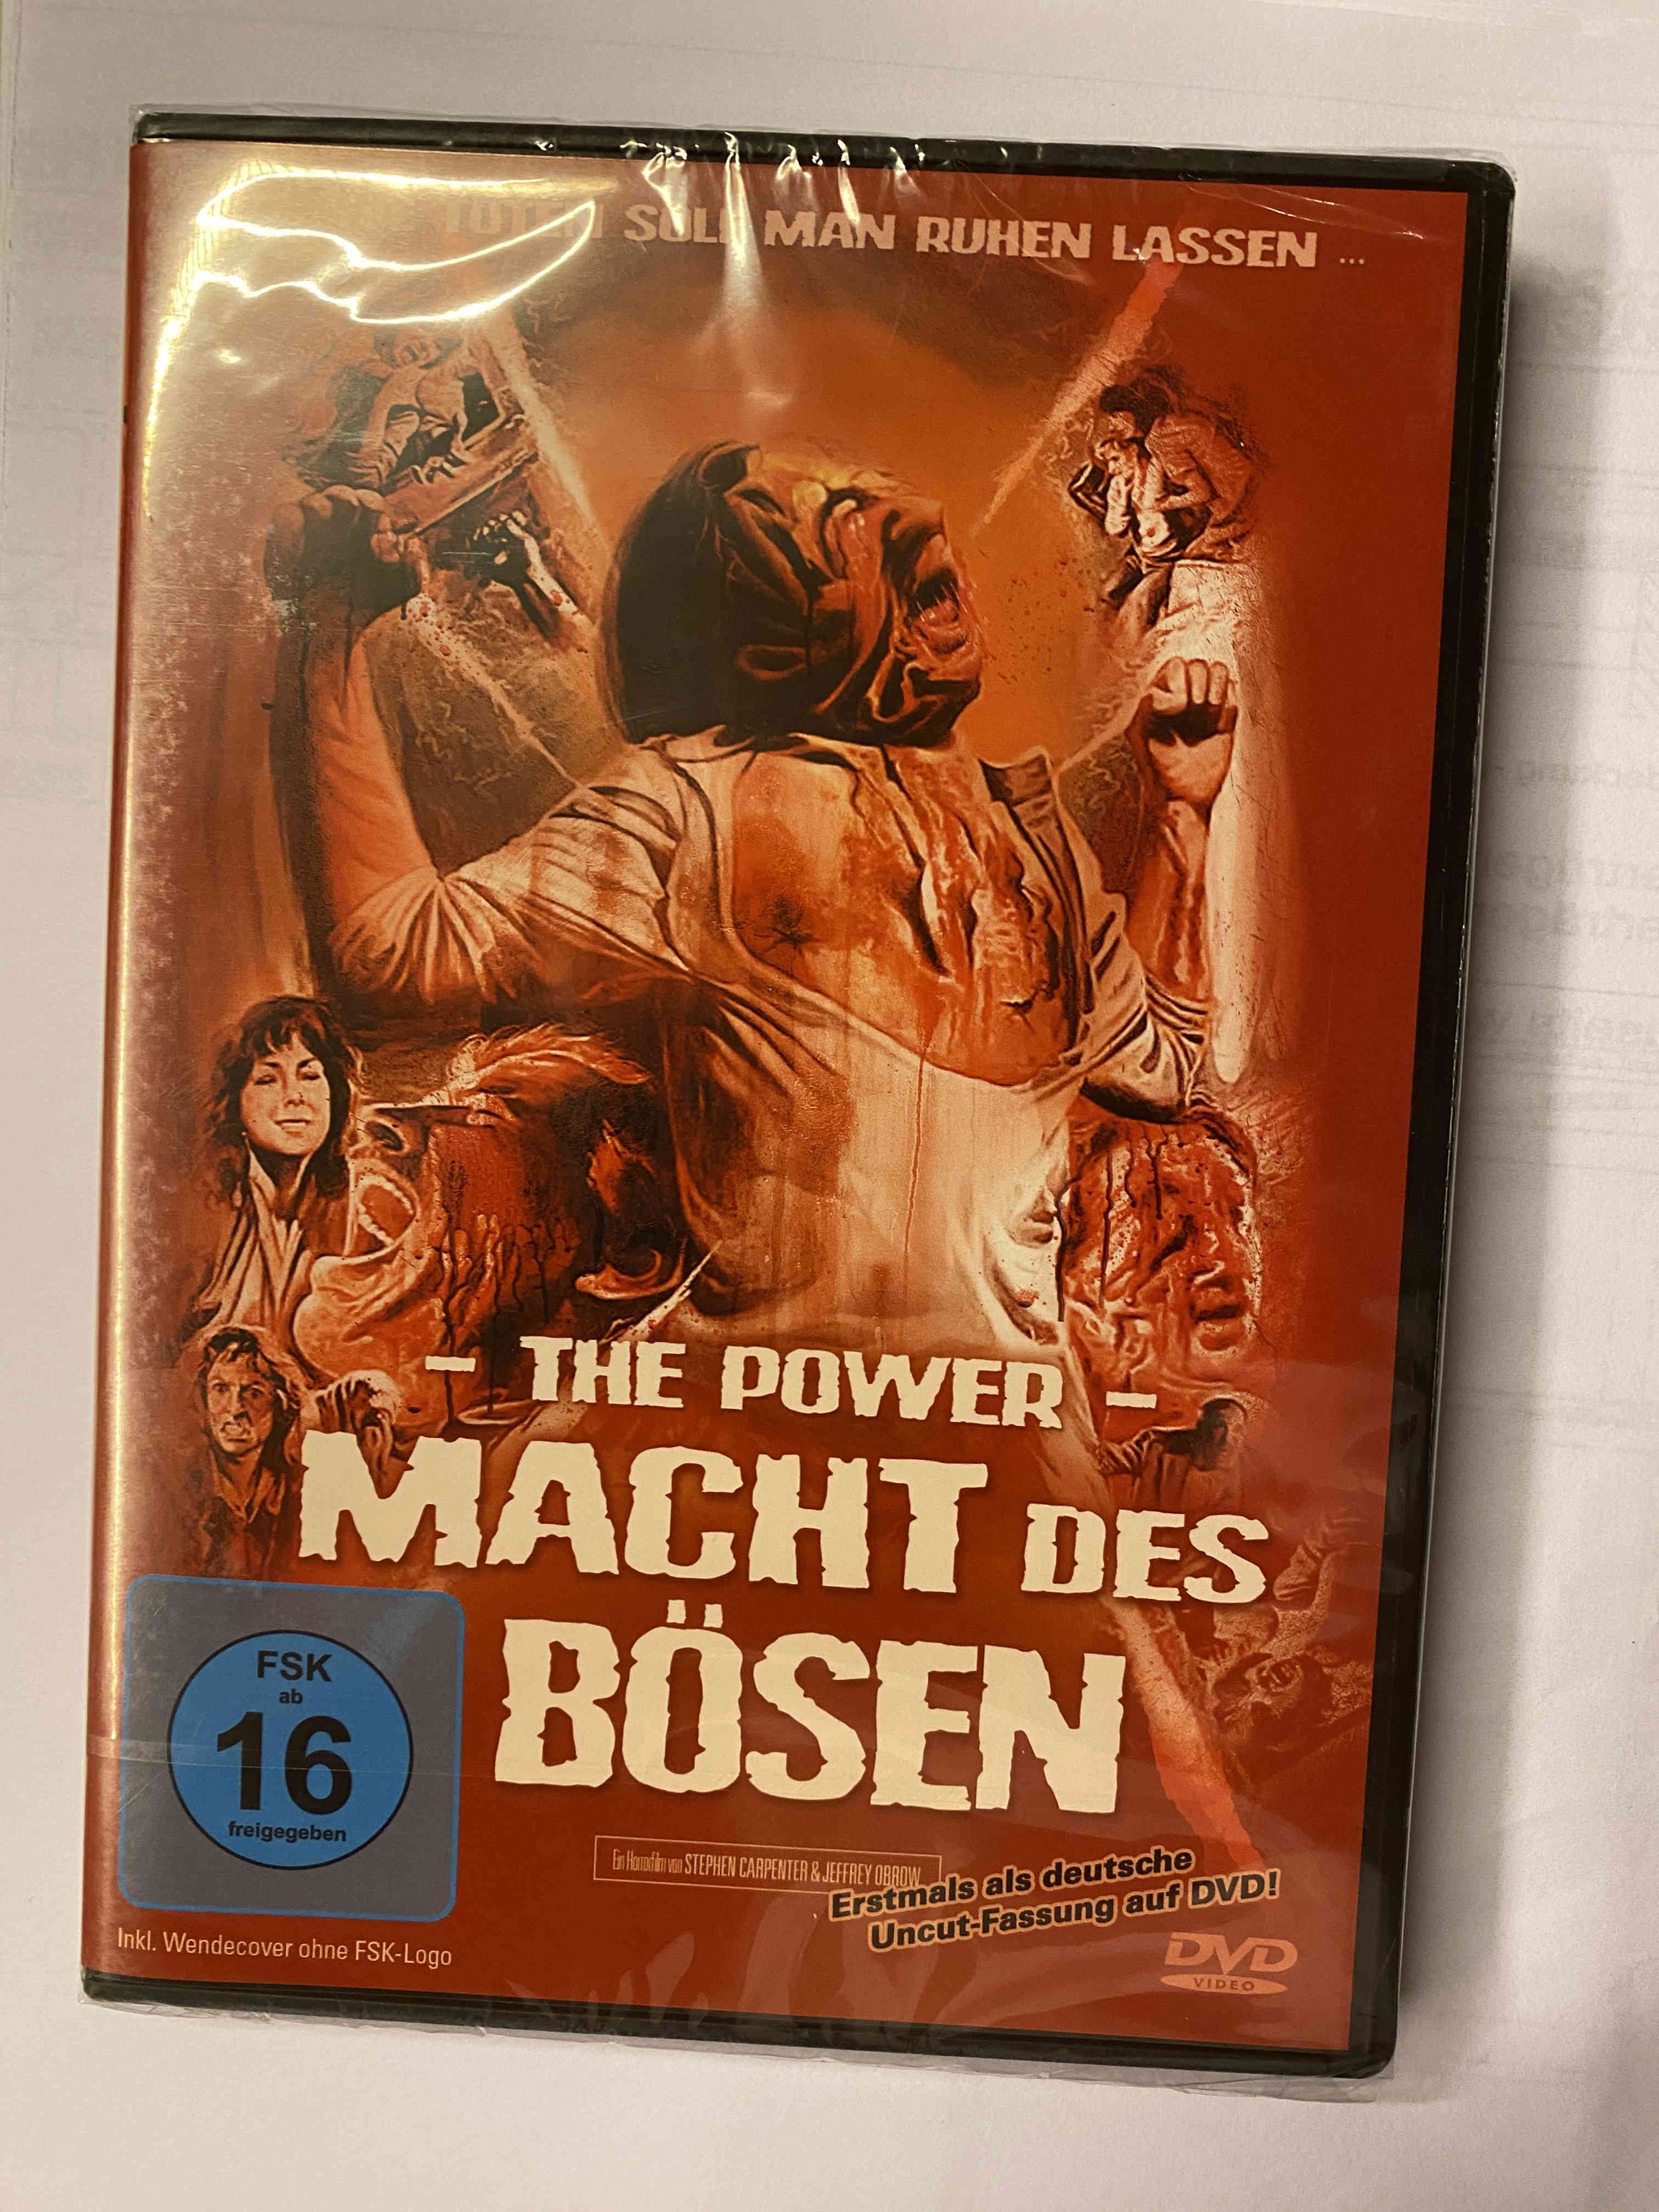 TOTEN SOLL MAN RUHEN LASSEN ...
- THE POWER -
MACHT DES
BÖSEN
FSK
ab
16
freigegeben
Ein Horrorfilm von STEPHEN CARPENTER & JEFFREY OBROW
Erstmals als deutsche
Uncut-Fassung auf DVD!
Inkl. Wendecover ohne FSK-Logo
DVD
VIDEO